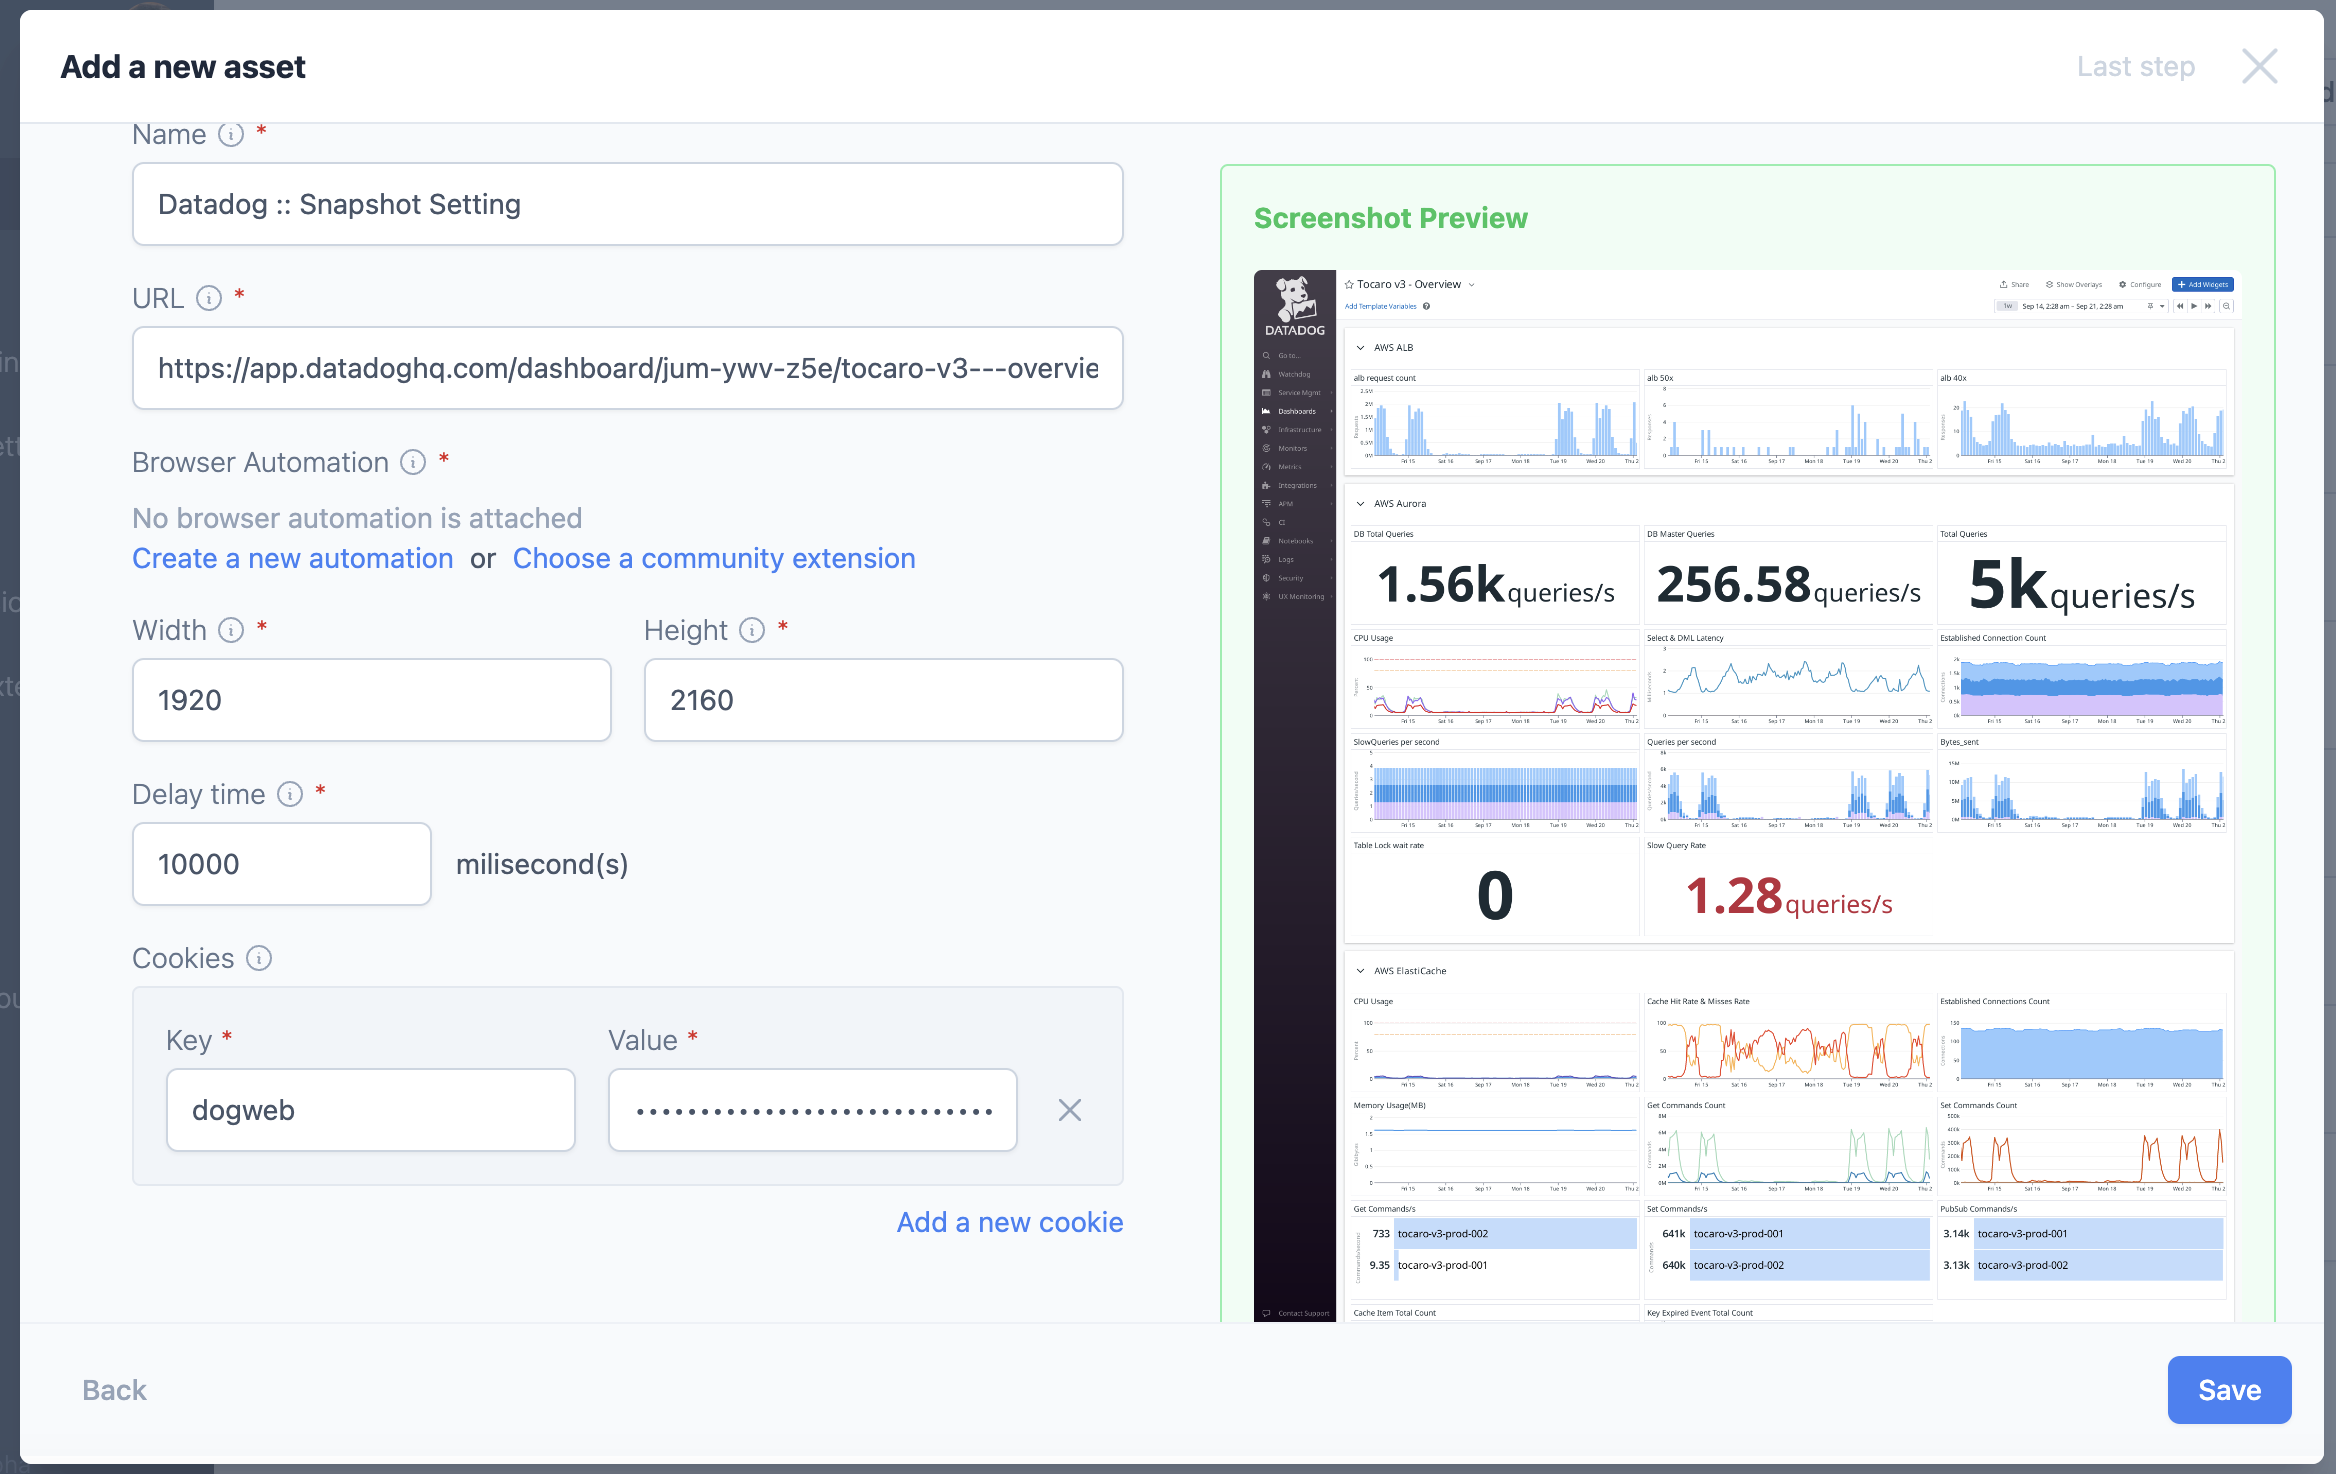 Add a new asset
Last step
Name *
Datadog :: Snapshot Setting
URL *
https://app.datadoghq.com/dashboard/jum-ywv-z5e/tocaro-v3---overvie
Browser Automation *
No browser automation is attached
Create a new automation or Choose a community extension
Width *
Height *
1920
2160
Delay time *
10000
milisecond(s)
Cookies
Key *
Value *
dogweb
Add a new cookie
Back
Save
Screenshot Preview
DATADOG
Go to...
Watchdog
Service Mgmt
Dashboards
Infrastructure
Monitors
Metrics
Integrations
APM
CI
Notebooks
Logs
Security
UX Monitoring
Contact Support
Tocaro v3 - Overview
Share
Show Overlays
Configure
+ Add Widgets
Add Template Variables
1w
Sep 14, 2:28 am – Sep 21, 2:28 am
AWS ALB
alb request count
alb 50x
alb 40x
AWS Aurora
DB Total Queries
DB Master Queries
Total Queries
1.56k queries/s
256.58 queries/s
5k queries/s
CPU Usage
Select & DML Latency
Established Connection Count
SlowQueries per second
Queries per second
Bytes_sent
Table Lock wait rate
Slow Query Rate
0
1.28 queries/s
AWS ElastiCache
CPU Usage
Cache Hit Rate & Misses Rate
Established Connections Count
Memory Usage(MB)
Get Commands Count
Set Commands Count
Get Commands/s
Set Commands/s
PubSub Commands/s
733 tocaro-v3-prod-002
641k tocaro-v3-prod-001
3.14k tocaro-v3-prod-001
9.35 tocaro-v3-prod-001
640k tocaro-v3-prod-002
3.13k tocaro-v3-prod-002
Cache Item Total Count
Key Expired Event Total Count